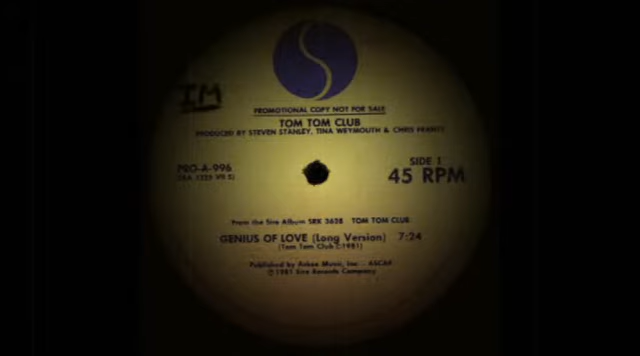 IM
PROMOTIONAL COPY NOT FOR SALE
TOM TOM CLUB
PRODUCED BY STEVEN STANLEY, TINA WEYMOUTH & CHRIS FRANTZ
PRO-A-996
SIDE 1
45 RPM
From the Sire Album SRK 3628 TOM TOM CLUB
GENIUS OF LOVE (Long Version) 7:24
(Tom Tom Club 1981)
Published by Music, Inc. - ASCAP
℗ 1981 Sire Records Company